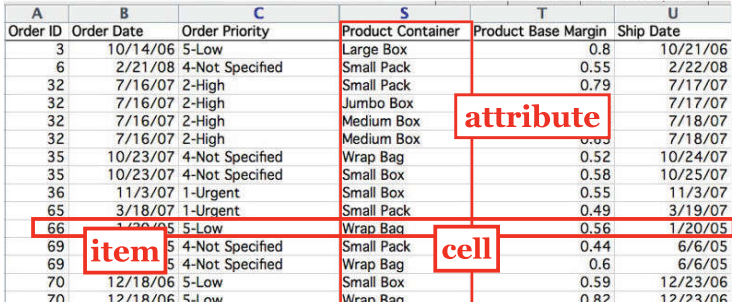 A B C S T U
Order ID Order Date Order Priority Product Container Product Base Margin Ship Date
3 10/14/06 5-Low Large Box 0.8 10/21/06
6 2/21/08 4-Not Specified Small Pack 0.55 2/22/08
32 7/16/07 2-High Small Pack 0.79 7/17/07
32 7/16/07 2-High Jumbo Box 7/17/07
attribute
32 7/16/07 2-High Medium Box 7/18/07
32 7/16/07 2-High Medium Box 7/18/07
35 10/23/07 4-Not Specified Wrap Bag 0.52 10/24/07
35 10/23/07 4-Not Specified Small Box 0.58 10/25/07
36 11/3/07 1-Urgent Small Box 0.55 11/3/07
65 3/18/07 1-Urgent Small Pack 0.49 3/19/07
66 5-Low Wrap Bag 0.56 1/20/05
item cell
69 5 4-Not Specified Small Pack 0.44 6/6/05
69 5 4-Not Specified Wrap Bag 0.6 6/6/05
70 12/18/06 5-Low Small Box 0.59 12/23/06
70 12/18/06 5-Low Wrap Bag 0.82 12/23/06